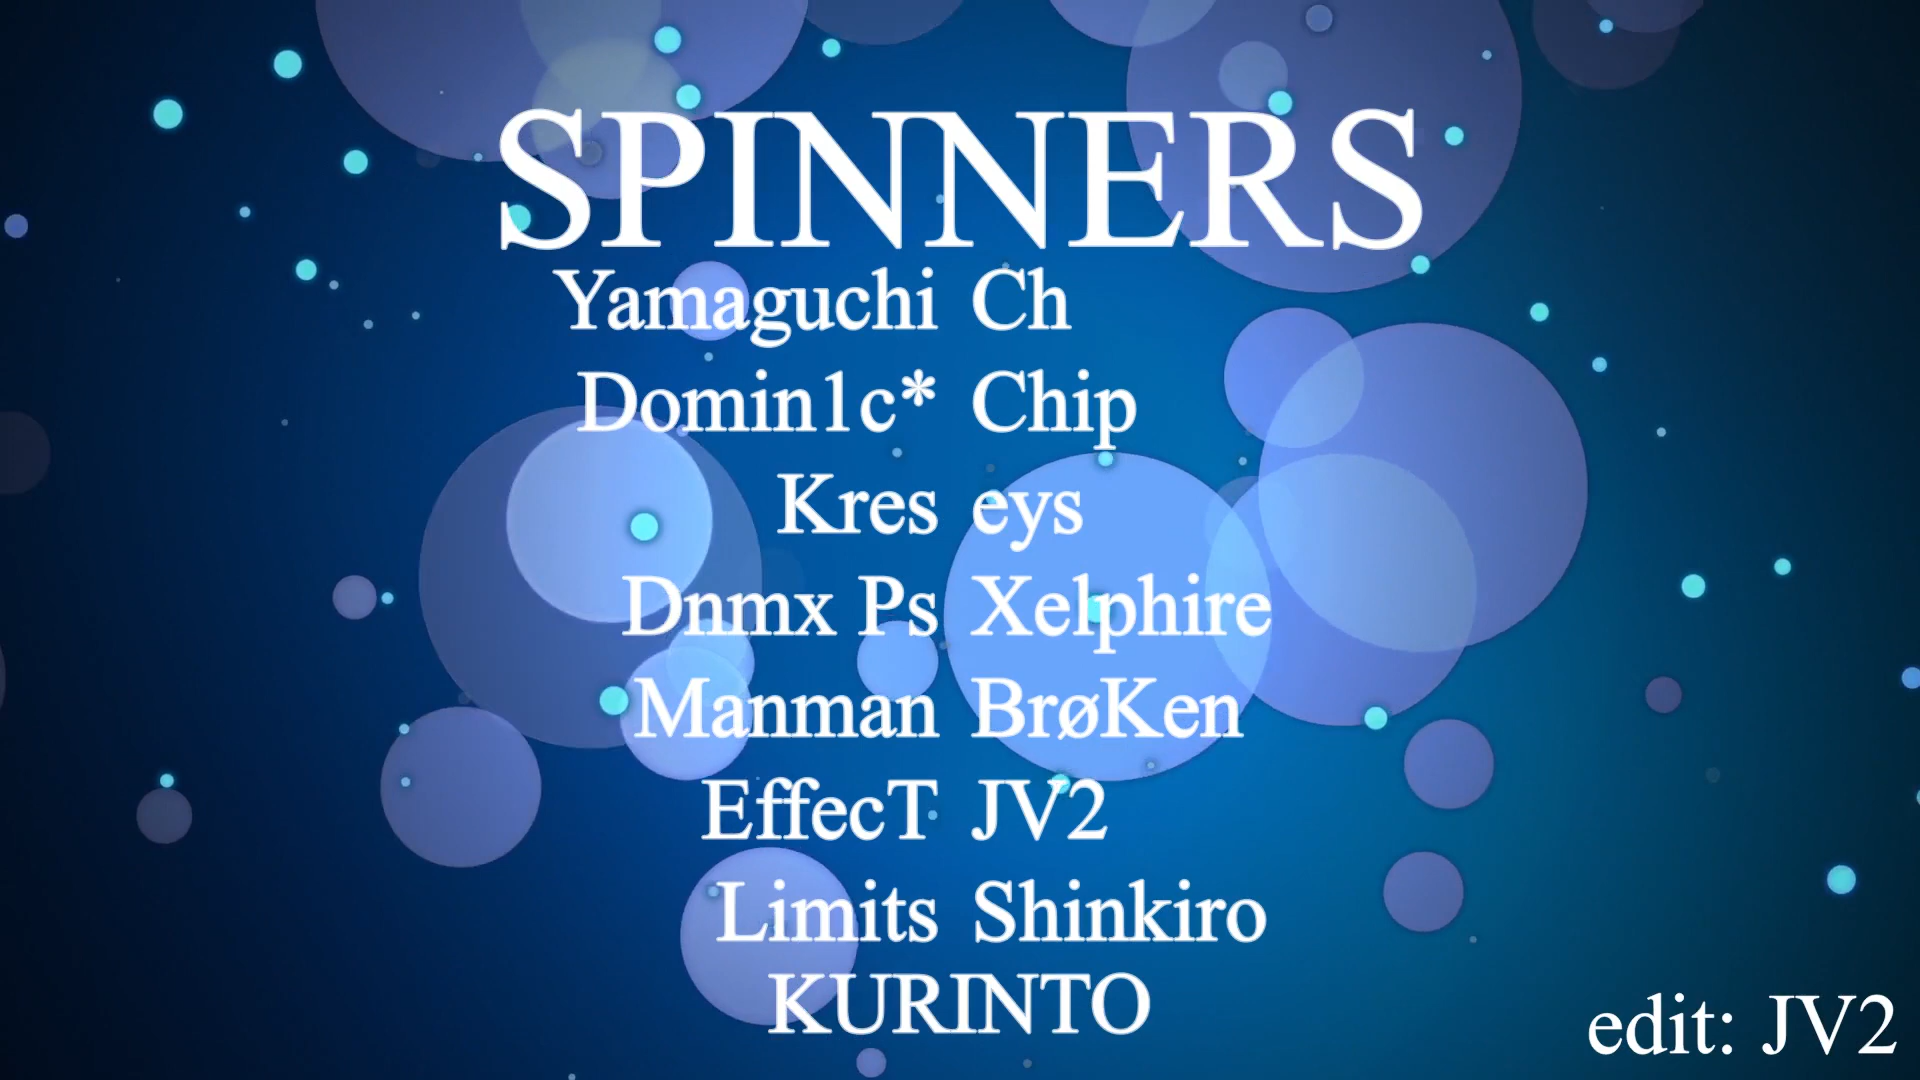 SPINNERS
Yamaguchi Ch
Domin1c* Chip
Kres eys
Dnmx Ps Xelphire
Manman BrøKen
EffecT JV2
Limits Shinkiro
KURINTO
edit: JV2